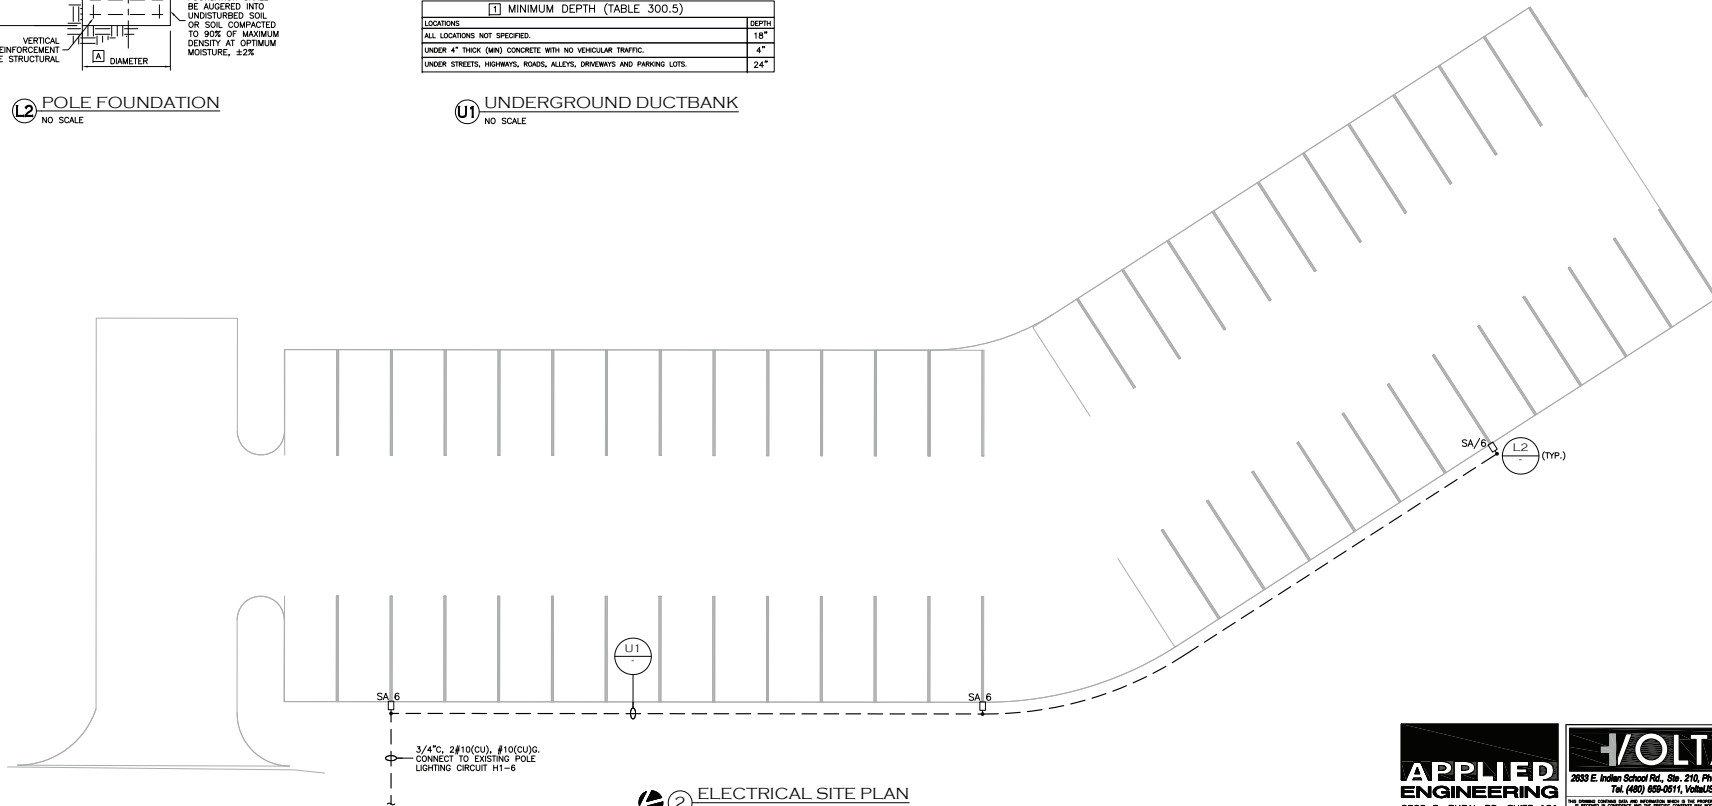 BE AUGERED INTO
UNDISTURBED SOIL
OR SOIL COMPACTED
TO 90% OF MAXIMUM
DENSITY AT OPTIMUM
MOISTURE, ±2%
VERTICAL
EINFORCEMENT
E STRUCTURAL
A DIAMETER
L2 POLE FOUNDATION
NO SCALE
1 MINIMUM DEPTH (TABLE 300.5)
LOCATIONS DEPTH
ALL LOCATIONS NOT SPECIFIED. 18"
UNDER 4" THICK (MIN) CONCRETE WITH NO VEHICULAR TRAFFIC. 4"
UNDER STREETS, HIGHWAYS, ROADS, ALLEYS, DRIVEWAYS AND PARKING LOTS. 24"
U1 UNDERGROUND DUCTBANK
NO SCALE
SA/6
L2
-
(TYP.)
U1
-
SA 6
SA 6
3/4"C, 2#10(CU), #10(CU)G.
CONNECT TO EXISTING POLE
LIGHTING CIRCUIT H1-6
2 ELECTRICAL SITE PLAN
APPLIED
ENGINEERING
VOLT
2633 E. Indian School Rd., Ste. 210, Ph
Tel. (480) 659-0511, VoltaUS